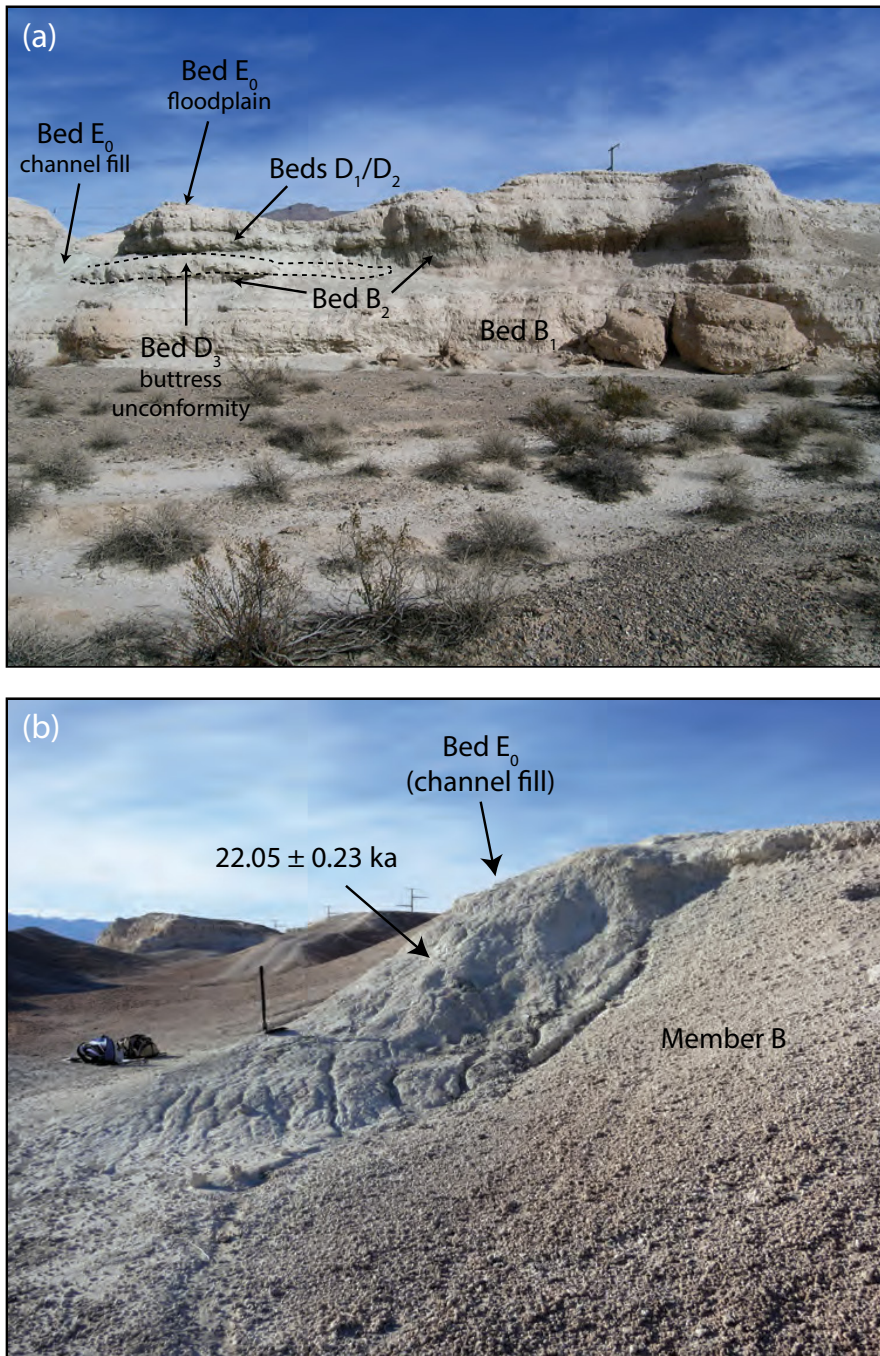 (a)
Bed E₀
floodplain
Bed E₀
channel fill
Beds D₁/D₂
Bed B₂
Bed B₁
Bed D₃
buttress
unconformity
(b)
Bed E₀
(channel fill)
22.05 ± 0.23 ka
Member B